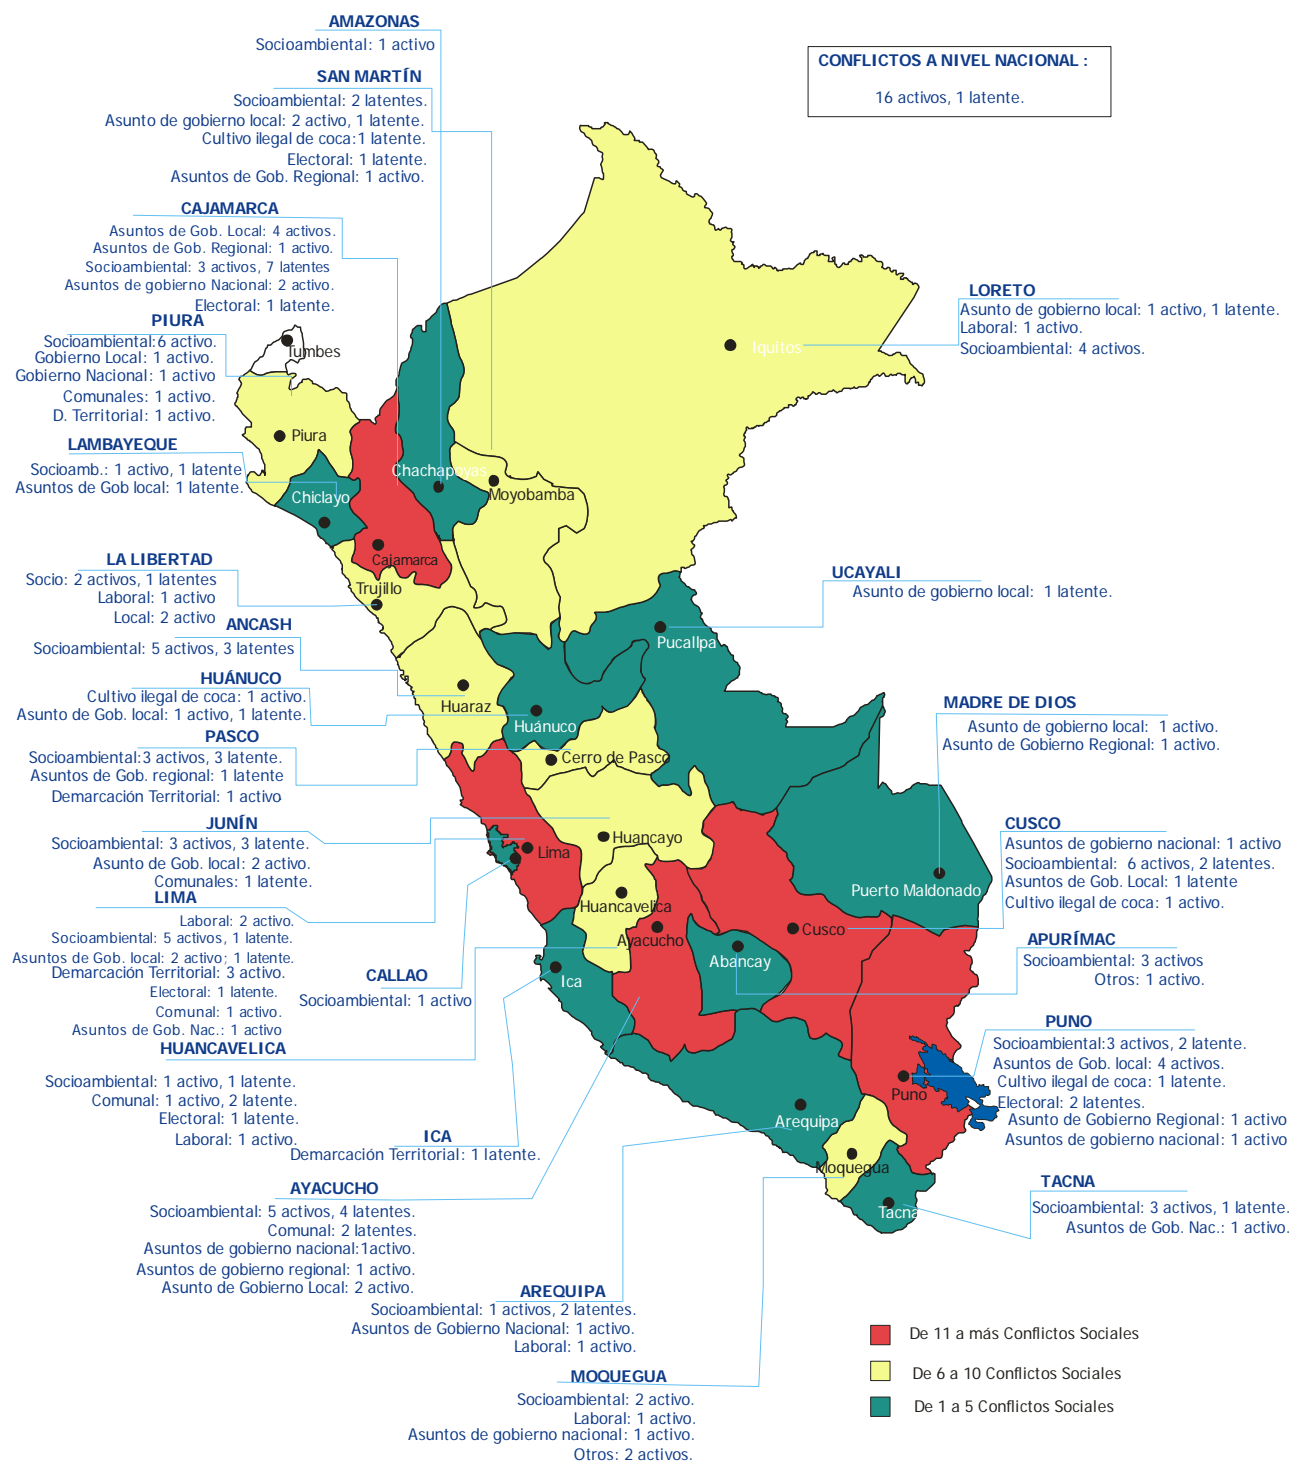 AMAZONAS
Socioambiental: 1 activo
CONFLICTOS A NIVEL NACIONAL :
16 activos, 1 latente.
SAN MARTÍN
Socioambiental: 2 latentes.
Asunto de gobierno local: 2 activo, 1 latente.
Cultivo ilegal de coca:1 latente.
Electoral: 1 latente.
Asuntos de Gob. Regional: 1 activo.
CAJAMARCA
Asuntos de Gob. Local: 4 activos.
Asuntos de Gob. Regional: 1 activo.
Socioambiental: 3 activos, 7 latentes
Asuntos de gobierno Nacional: 2 activo.
Electoral: 1 latente.
PIURA
Socioambiental:6 activo.
Gobierno Local: 1 activo.
Gobierno Nacional: 1 activo
Comunales: 1 activo.
D. Territorial: 1 activo.
LAMBAYEQUE
Socioamb.: 1 activo, 1 latente
Asuntos de Gob local: 1 latente.
LA LIBERTAD
Socio: 2 activos, 1 latentes
Laboral: 1 activo
Local: 2 activo
ANCASH
Socioambiental: 5 activos, 3 latentes
HUÁNUCO
Cultivo ilegal de coca: 1 activo.
Asunto de Gob. local: 1 activo, 1 latente.
PASCO
Socioambiental:3 activos, 3 latente.
Asuntos de Gob. regional: 1 latente
Demarcación Territorial: 1 activo
JUNÍN
Socioambiental: 3 activos, 3 latente.
Asunto de Gob. local: 2 activo.
Comunales: 1 latente.
LIMA
Laboral: 2 activo.
Socioambiental: 5 activos, 1 latente.
Asuntos de Gob. local: 2 activo; 1 latente.
Demarcación Territorial: 3 activo.
Electoral: 1 latente.
Comunal: 1 activo.
Asuntos de Gob. Nac.: 1 activo
CALLAO
Socioambiental: 1 activo
HUANCAVELICA
Socioambiental: 1 activo, 1 latente.
Comunal: 1 activo, 2 latente.
Electoral: 1 latente.
Laboral: 1 activo.
ICA
Demarcación Territorial: 1 latente.
AYACUCHO
Socioambiental: 5 activos, 4 latentes.
Comunal: 2 latentes.
Asuntos de gobierno nacional:1activo.
Asuntos de gobierno regional: 1 activo.
Asunto de Gobierno Local: 2 activo.
AREQUIPA
Socioambiental: 1 activos, 2 latentes.
Asuntos de Gobierno Nacional: 1 activo.
Laboral: 1 activo.
MOQUEGUA
Socioambiental: 2 activo.
Laboral: 1 activo.
Asuntos de gobierno nacional: 1 activo.
Otros: 2 activos.
LORETO
Asunto de gobierno local: 1 activo, 1 latente.
Laboral: 1 activo.
Socioambiental: 4 activos.
UCAYALI
Asunto de gobierno local: 1 latente.
MADRE DE DIOS
Asunto de gobierno local: 1 activo.
Asunto de Gobierno Regional: 1 activo.
CUSCO
Asuntos de gobierno nacional: 1 activo
Socioambiental: 6 activos, 2 latentes.
Asuntos de Gob. Local: 1 latente
Cultivo ilegal de coca: 1 activo.
APURÍMAC
Socioambiental: 3 activos
Otros: 1 activo.
PUNO
Socioambiental:3 activos, 2 latente.
Asuntos de Gob. local: 4 activos.
Cultivo ilegal de coca: 1 latente.
Electoral: 2 latentes.
Asunto de Gobierno Regional: 1 activo
Asuntos de gobierno nacional: 1 activo
TACNA
Socioambiental: 3 activos, 1 latente.
Asuntos de Gob. Nac.: 1 activo.
Tumbes
Iquitos
Piura
Chachapoyas
Moyobamba
Chiclayo
Cajamarca
Trujillo
Pucallpa
Huaraz
Huánuco
Cerro de Pasco
Huancayo
Lima
Puerto Maldonado
Huancavelica
Ayacucho
Cusco
Abancay
Ica
Puno
Arequipa
Moquegua
Tacna
De 11 a más Conflictos Sociales
De 6 a 10 Conflictos Sociales
De 1 a 5 Conflictos Sociales